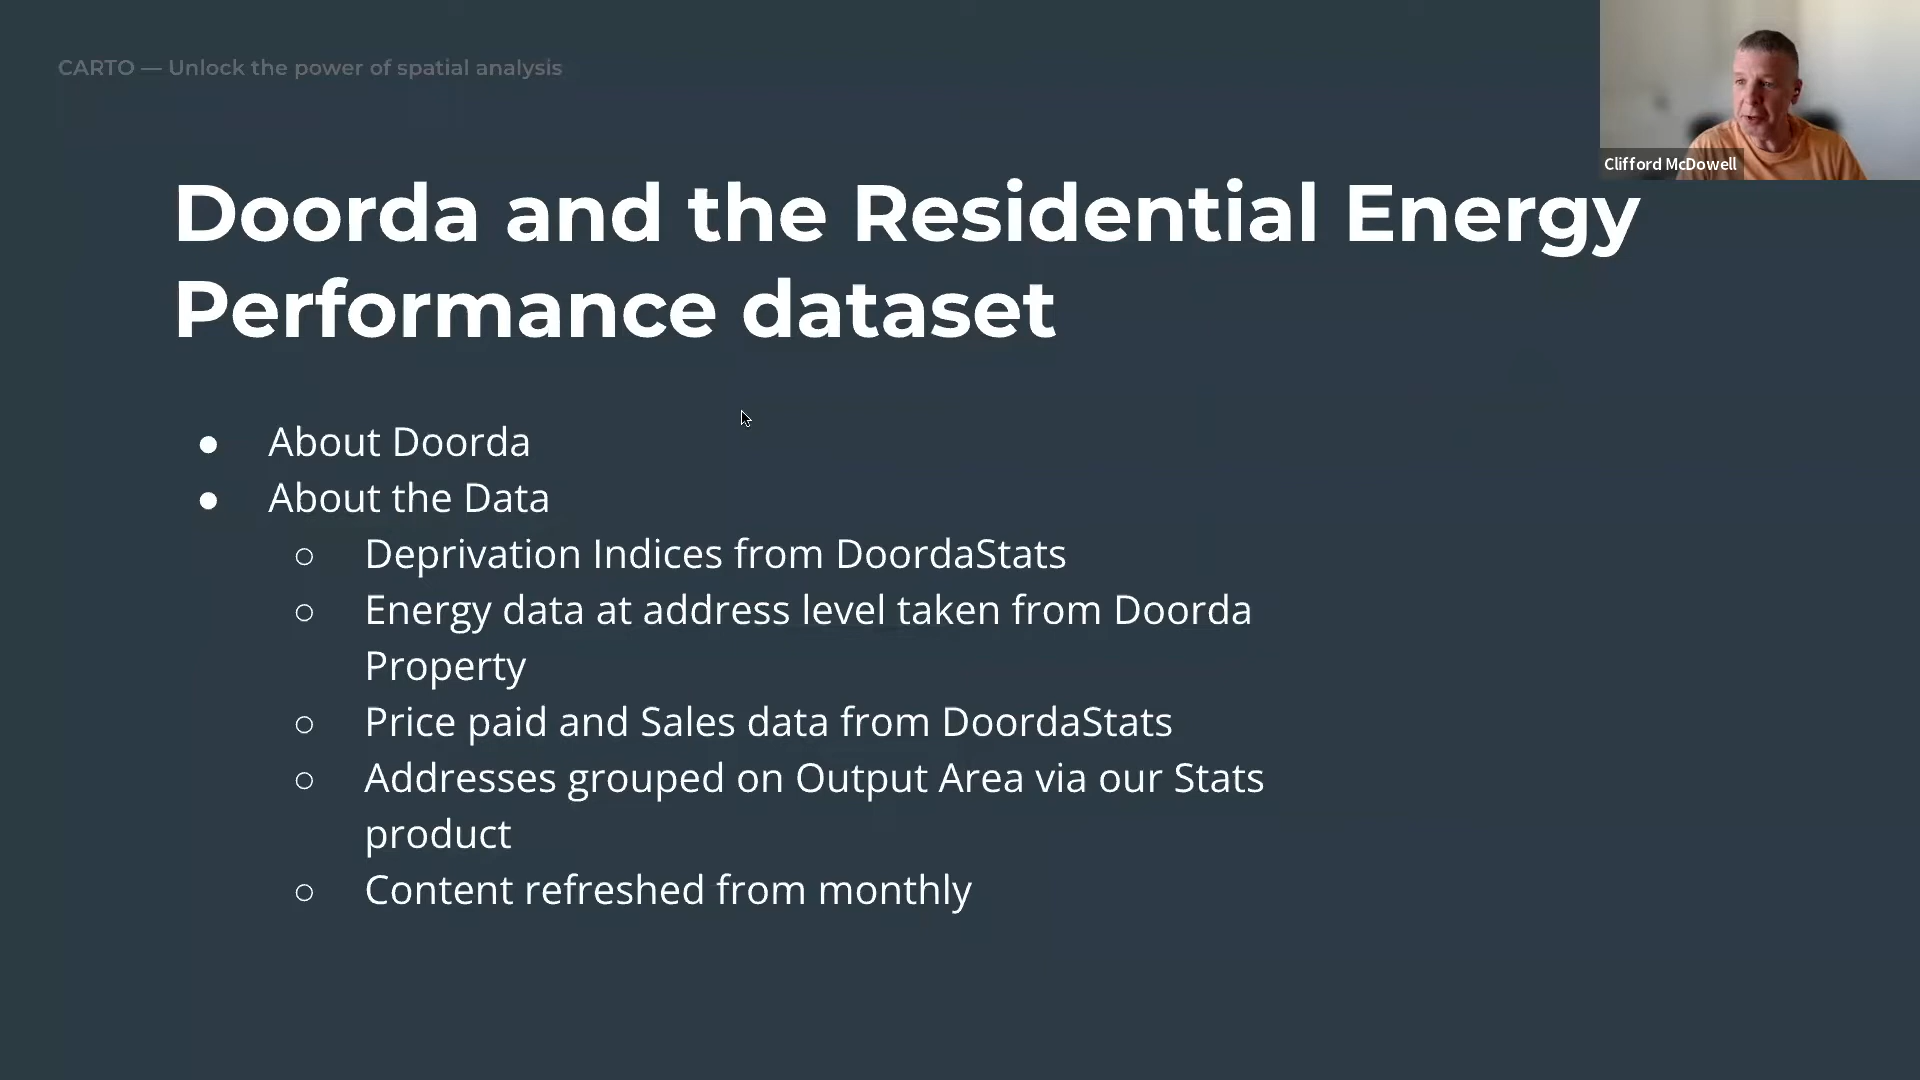 CARTO — Unlock the power of spatial analysis
Clifford McDowell
Doorda and the Residential Energy
Performance dataset
● About Doorda
● About the Data
○ Deprivation Indices from DoordaStats
○ Energy data at address level taken from Doorda
Property
○ Price paid and Sales data from DoordaStats
○ Addresses grouped on Output Area via our Stats
product
○ Content refreshed from monthly